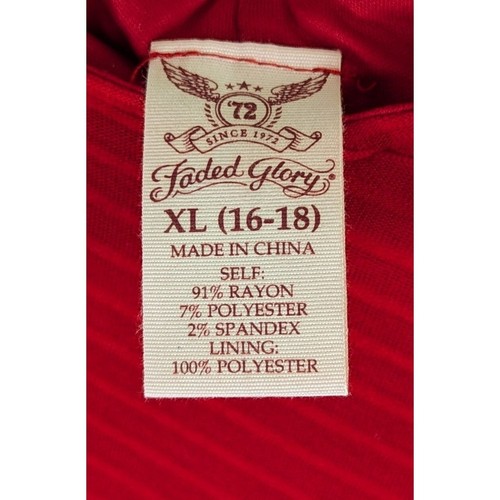 '72
SINCE 1972
Faded Glory®
XL (16-18)
MADE IN CHINA
SELF:
91% RAYON
7% POLYESTER
2% SPANDEX
LINING:
100% POLYESTER